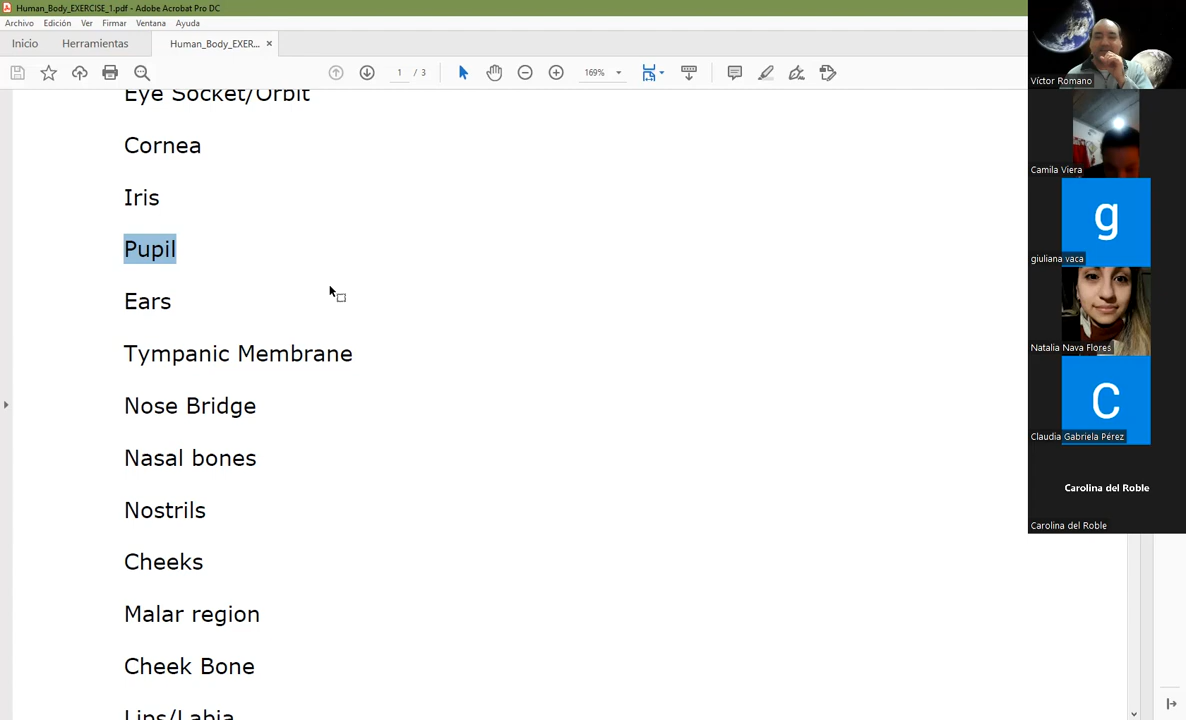 Human_Body_EXERCISE_1.pdf - Adobe Acrobat Pro DC
Archivo Edición Ver Firmar Ventana Ayuda
Inicio Herramientas Human_Body_EXER... ×
1 / 3 169%
Eye Socket/Orbit
Cornea
Iris
Pupil
Ears
Tympanic Membrane
Nose Bridge
Nasal bones
Nostrils
Cheeks
Malar region
Cheek Bone
Lips/Labia
Víctor Romano
Camila Viera
g
giuliana vaca
Natalia Nava Flores
C
Claudia Gabriela Pérez
Carolina del Roble
Carolina del Roble